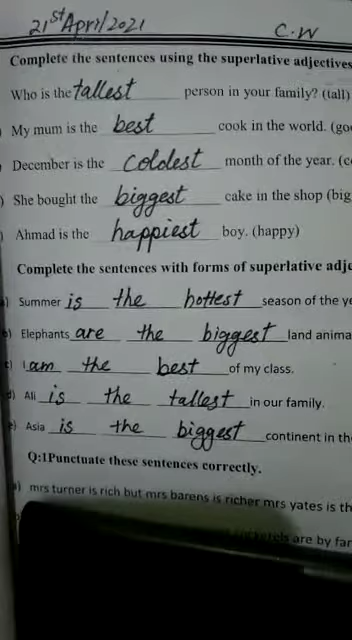 21st April/2021 C.W
Complete the sentences using the superlative adjectives
Who is the tallest person in your family? (tall)
My mum is the best cook in the world. (go
December is the coldest month of the year. (c
She bought the biggest cake in the shop (big
Ahmad is the happiest boy. (happy)
Complete the sentences with forms of superlative adje
a) Summer is the hottest season of the ye
b) Elephants are the biggest land anima
c) I am the best of my class.
d) Ali is the tallest in our family.
e) Asia is the biggest continent in th
Q:1Punctuate these sentences correctly.
a) mrs turner is rich but mrs barens is richer mrs yates is th
are by far